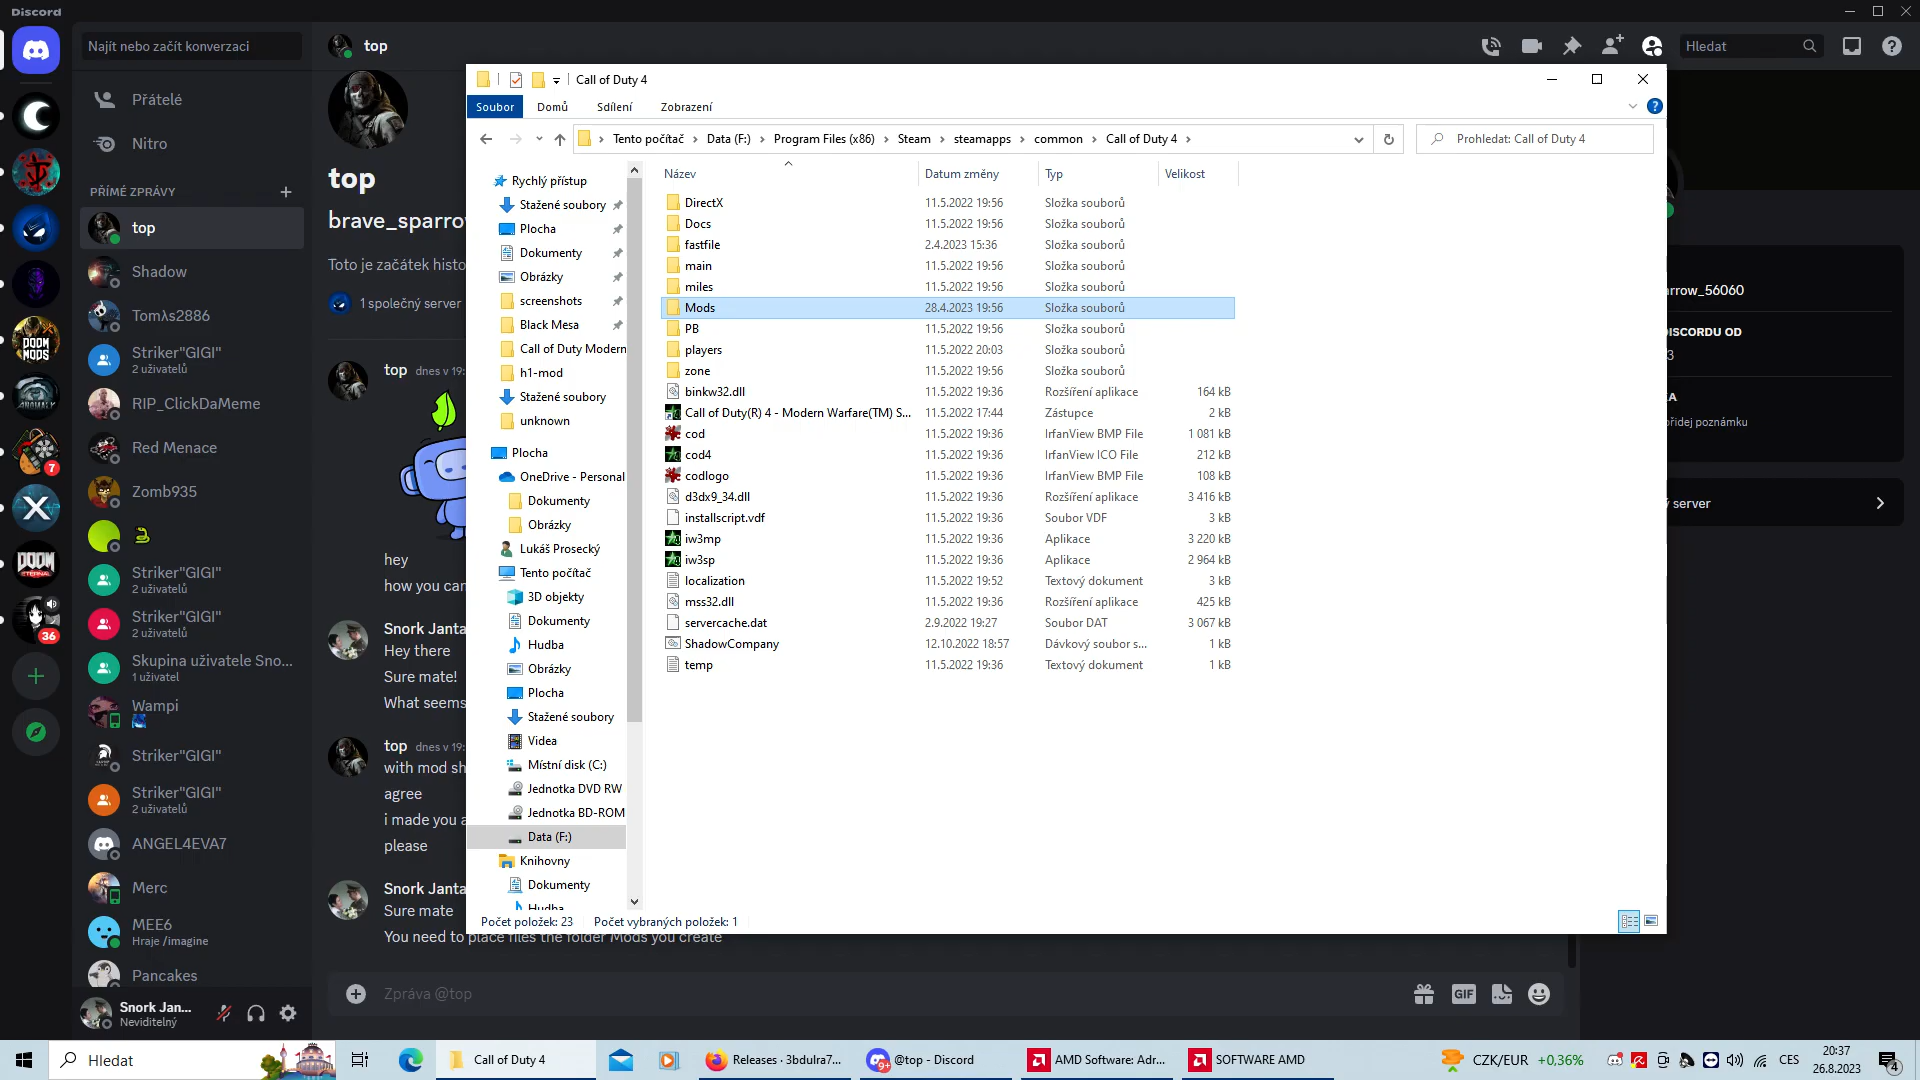 Discord
Najít nebo začít konverzaci
Přátelé
Nitro
PŘÍMÉ ZPRÁVY
top
Shadow
Tomλs2886
Striker"GIGI"
2 uživatelů
RIP_ClickDaMeme
Red Menace
Zomb935
Striker"GIGI"
2 uživatelů
Striker"GIGI"
2 uživatelů
Skupina uživatele Sno...
1 uživatel
Wampi
Striker"GIGI"
Striker"GIGI"
2 uživatelů
ANGEL4EVA7
Merc
MEE6
Hraje /imagine
Pancakes
Snork Jan...
Neviditelný
DOOM MODS
ANOMALY
7
DOOM
ETERNAL
36
top
Hledat
top
brave_sparrow
Toto je začátek histo
1 společný server
top dnes v 19:
hey
how you can
Snork Janta
Hey there
Sure mate!
What seems
top dnes v 19:
with mod sh
agree
i made you a
please
Snork Janta
Sure mate
You need to place files the folder Mods you create
Zpráva @top
GIF
rrow_56060
ISCORDU OD
3
A
přidej poznámku
ý server
Call of Duty 4
Soubor Domů Sdílení Zobrazení
Tento počítač Data (F:) Program Files (x86) Steam steamapps common Call of Duty 4
Prohledat: Call of Duty 4
Rychlý přístup
Stažené soubory
Plocha
Dokumenty
Obrázky
screenshots
Black Mesa
Call of Duty Modern
h1-mod
Stažené soubory
unknown
Plocha
OneDrive - Personal
Dokumenty
Obrázky
Lukáš Prosecký
Tento počítač
3D objekty
Dokumenty
Hudba
Obrázky
Plocha
Stažené soubory
Videa
Místní disk (C:)
Jednotka DVD RW
Jednotka BD-ROM
Data (F:)
Knihovny
Dokumenty
Hudba
Název Datum změny Typ Velikost
DirectX 11.5.2022 19:56 Složka souborů
Docs 11.5.2022 19:56 Složka souborů
fastfile 2.4.2023 15:36 Složka souborů
main 11.5.2022 19:56 Složka souborů
miles 11.5.2022 19:56 Složka souborů
Mods 28.4.2023 19:56 Složka souborů
PB 11.5.2022 19:56 Složka souborů
players 11.5.2022 20:03 Složka souborů
zone 11.5.2022 19:56 Složka souborů
binkw32.dll 11.5.2022 19:36 Rozšíření aplikace 164 kB
Call of Duty(R) 4 - Modern Warfare(TM) S... 11.5.2022 17:44 Zástupce 2 kB
cod 11.5.2022 19:36 IrfanView BMP File 1 081 kB
cod4 11.5.2022 19:36 IrfanView ICO File 212 kB
codlogo 11.5.2022 19:36 IrfanView BMP File 108 kB
d3dx9_34.dll 11.5.2022 19:36 Rozšíření aplikace 3 416 kB
installscript.vdf 11.5.2022 19:36 Soubor VDF 3 kB
iw3mp 11.5.2022 19:36 Aplikace 3 220 kB
iw3sp 11.5.2022 19:36 Aplikace 2 964 kB
localization 11.5.2022 19:52 Textový dokument 3 kB
mss32.dll 11.5.2022 19:36 Rozšíření aplikace 425 kB
servercache.dat 2.9.2022 19:27 Soubor DAT 3 067 kB
ShadowCompany 12.10.2022 18:57 Dávkový soubor s... 1 kB
temp 11.5.2022 19:36 Textový dokument 1 kB
Počet položek: 23 Počet vybraných položek: 1
Hledat
Call of Duty 4
Releases · 3bdulra7...
9+
@top - Discord
AMD Software: Adr...
SOFTWARE AMD
CZK/EUR +0,36%
CES
20:37
26.8.2023
4